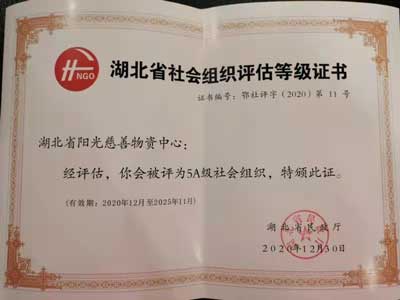 NGO
湖北省社会组织评估等级证书
证书编号：鄂社评字（2020）第 11 号
湖北省阳光慈善物资中心：
经评估，你会被评为5A级社会组织，特颁此证。
（有效期：2020年12月至2025年11月）
湖北省民政厅
2020年12月30日